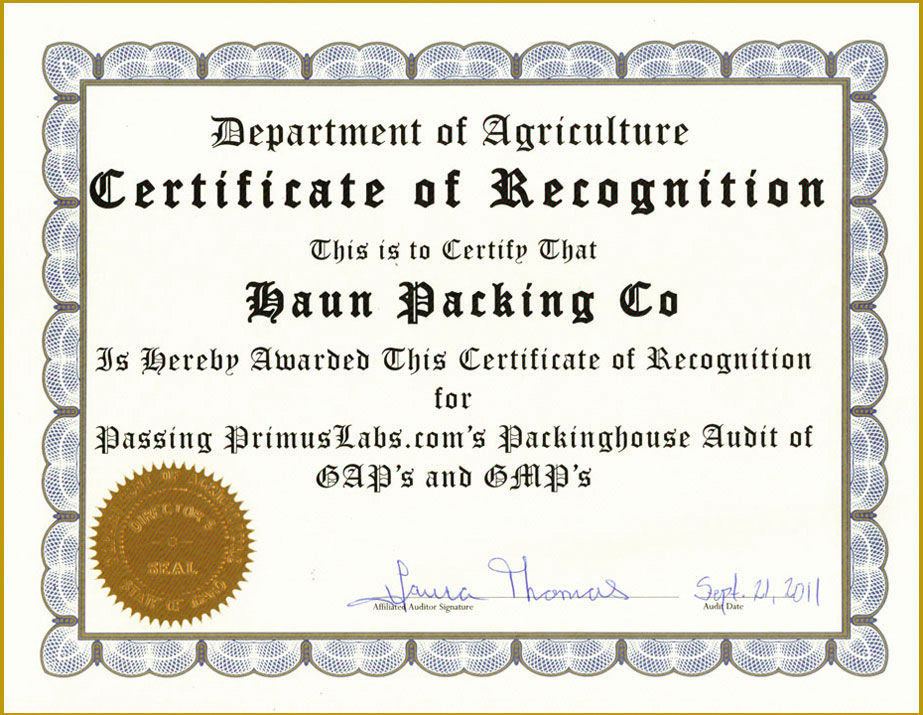 Department of Agriculture
Certificate of Recognition
This is to Certify That
Haun Packing Co
Is Hereby Awarded This Certificate of Recognition
for
Passing PrimusLabs.com's Packinghouse Audit of
GAP's and GMP's
DIRECTOR'S
SEAL
Laura Thomas
Sept. 21, 2011
Affiliated Auditor Signature
Audit Date